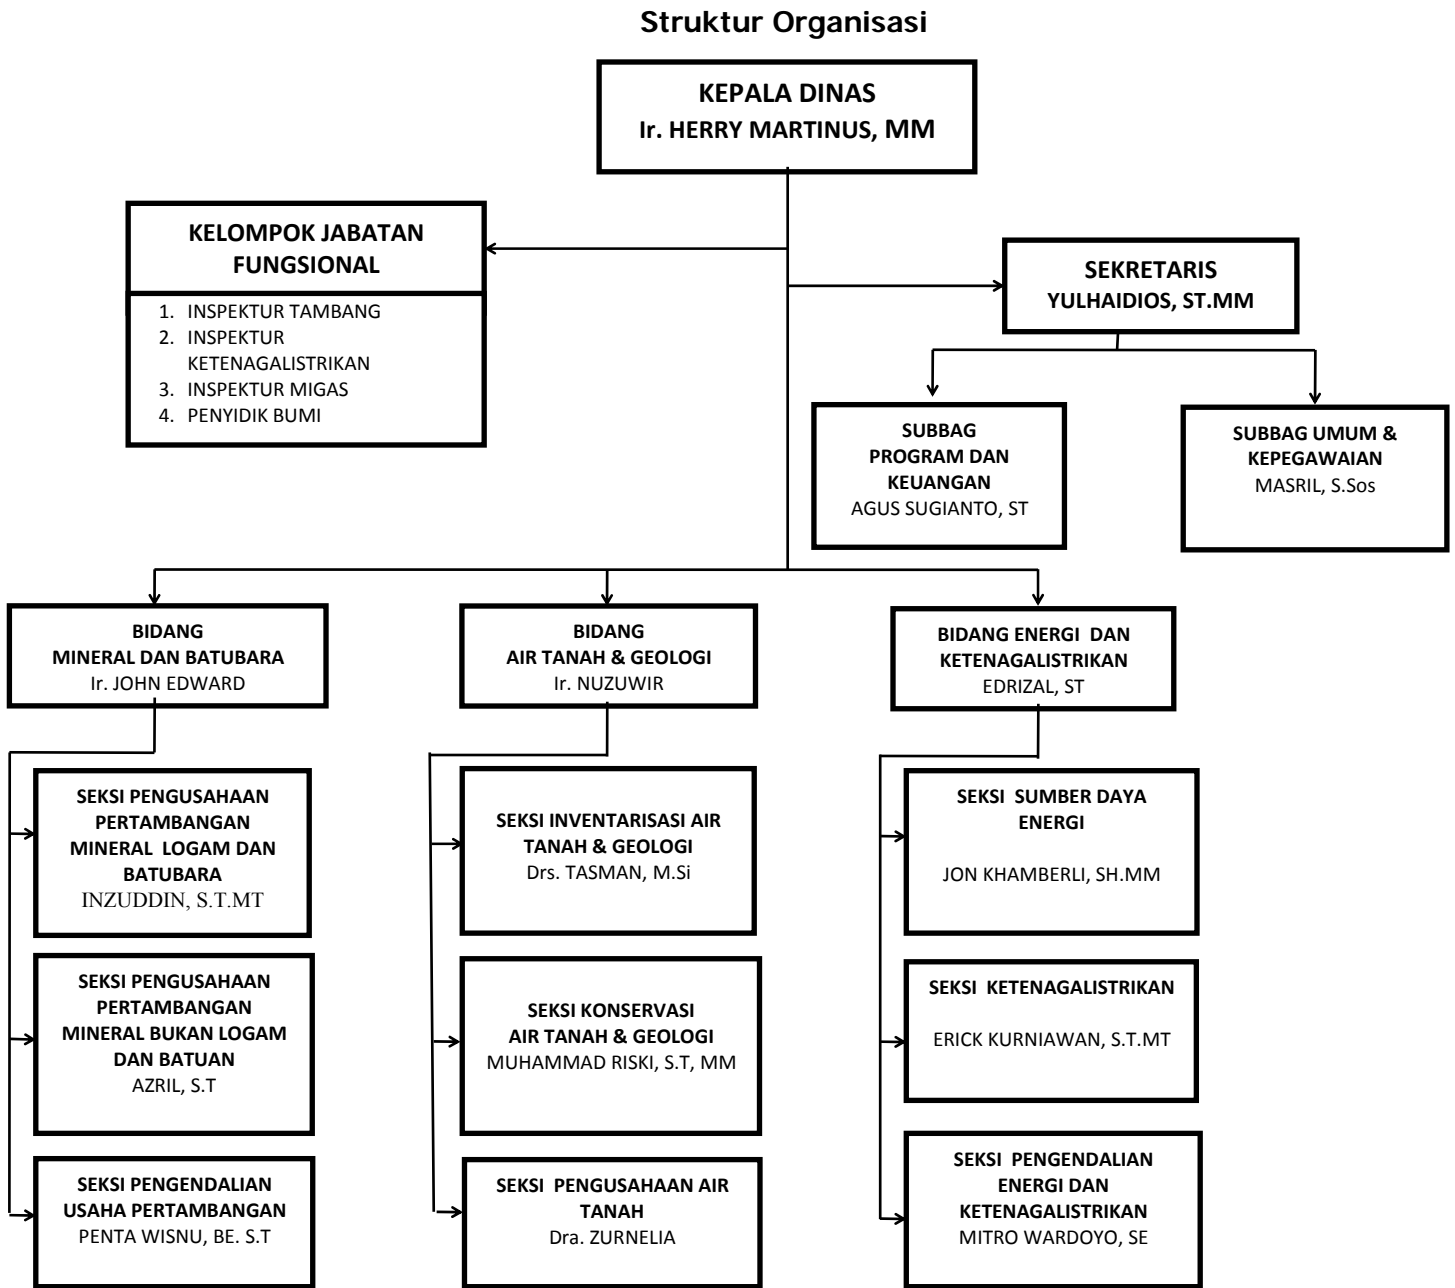 Struktur Organisasi
KEPALA DINAS
Ir. HERRY MARTINUS, MM
KELOMPOK JABATAN
FUNGSIONAL
1. INSPEKTUR TAMBANG
2. INSPEKTUR
KETENAGALISTRIKAN
3. INSPEKTUR MIGAS
4. PENYIDIK BUMI
SEKRETARIS
YULHAIDIOS, ST.MM
SUBBAG
PROGRAM DAN
KEUANGAN
AGUS SUGIANTO, ST
SUBBAG UMUM &
KEPEGAWAIAN
MASRIL, S.Sos
BIDANG
MINERAL DAN BATUBARA
Ir. JOHN EDWARD
BIDANG
AIR TANAH & GEOLOGI
Ir. NUZUWIR
BIDANG ENERGI DAN
KETENAGALISTRIKAN
EDRIZAL, ST
SEKSI PENGUSAHAAN
PERTAMBANGAN
MINERAL LOGAM DAN
BATUBARA
INZUDDIN, S.T.MT
SEKSI PENGUSAHAAN
PERTAMBANGAN
MINERAL BUKAN LOGAM
DAN BATUAN
AZRIL, S.T
SEKSI PENGENDALIAN
USAHA PERTAMBANGAN
PENTA WISNU, BE. S.T
SEKSI INVENTARISASI AIR
TANAH & GEOLOGI
Drs. TASMAN, M.Si
SEKSI KONSERVASI
AIR TANAH & GEOLOGI
MUHAMMAD RISKI, S.T, MM
SEKSI PENGUSAHAAN AIR
TANAH
Dra. ZURNELIA
SEKSI SUMBER DAYA
ENERGI
JON KHAMBERLI, SH.MM
SEKSI KETENAGALISTRIKAN
ERICK KURNIAWAN, S.T.MT
SEKSI PENGENDALIAN
ENERGI DAN
KETENAGALISTRIKAN
MITRO WARDOYO, SE